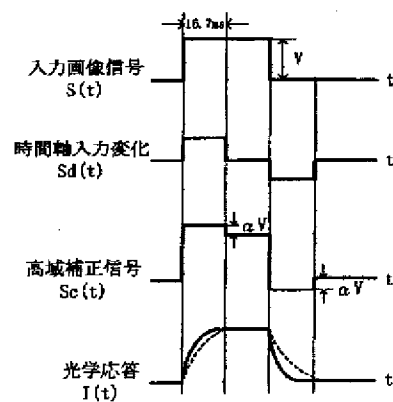 16.7ms
入力画像信号
S(t)
V
t
時間軸入力変化
Sd(t)
t
αV
高域補正信号
Sc(t)
t
αV
光学応答
I(t)
t